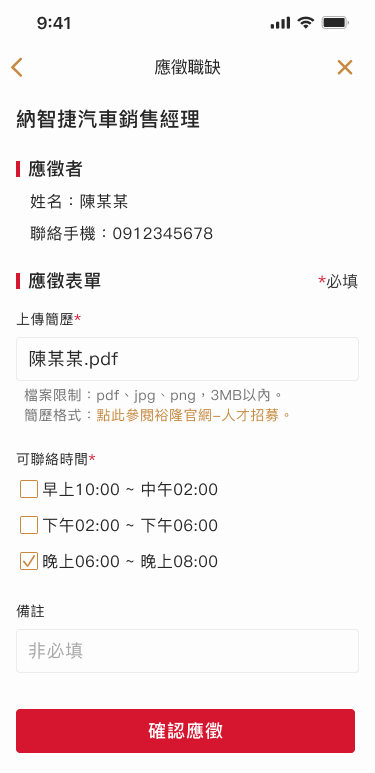 9:41
應徵職缺
納智捷汽車銷售經理
應徵者
姓名：陳某某
聯絡手機：0912345678
應徵表單 *必填
上傳簡歷*
陳某某.pdf
檔案限制：pdf、jpg、png，3MB以內。
簡歷格式：點此參閱裕隆官網-人才招募。
可聯絡時間*
早上10:00 ~ 中午02:00
下午02:00 ~ 下午06:00
晚上06:00 ~ 晚上08:00
備註
非必填
確認應徵